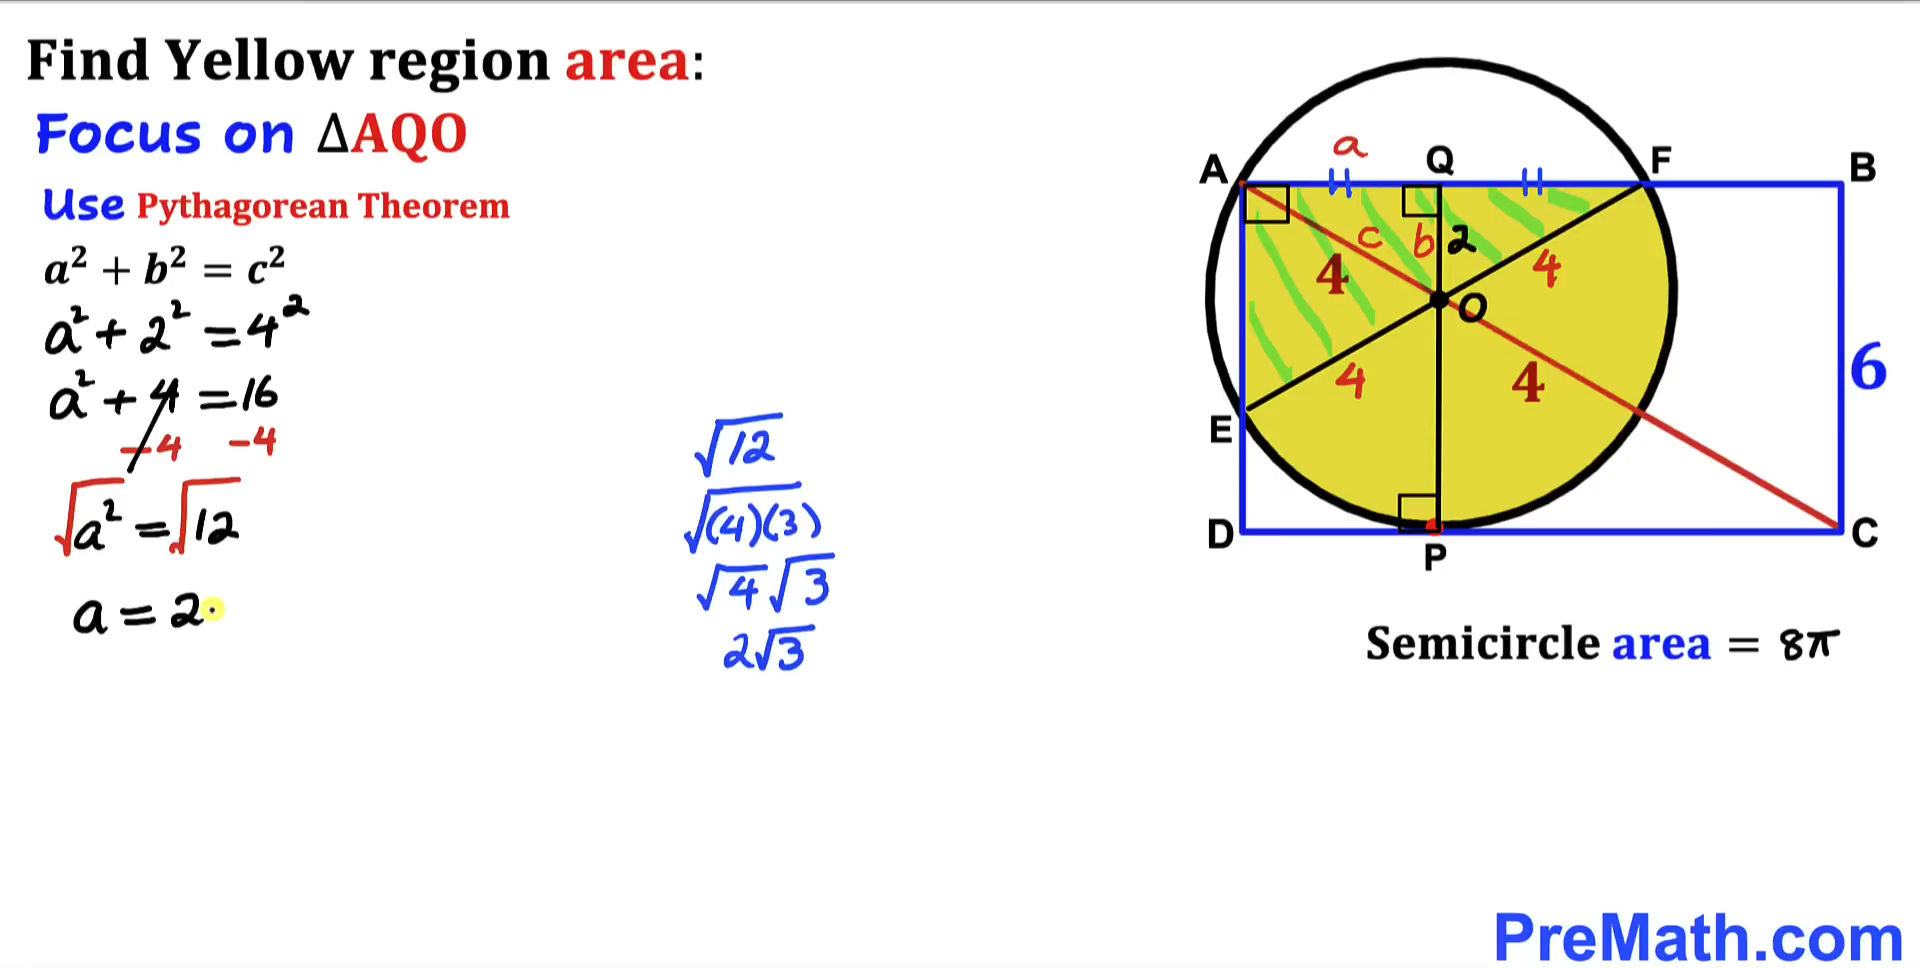 Find Yellow region area:
Focus on ΔAQO
Use Pythagorean Theorem
a² + b² = c²
a² + 2² = 4²
a² + 4 = 16
-4 -4
√a² = √12
a = 2
√12
√(4)(3)
√4 √3
2√3
a
A Q F B
c b 2
4 4
O
6
4 4
E
D P C
Semicircle area = 8π
PreMath.com